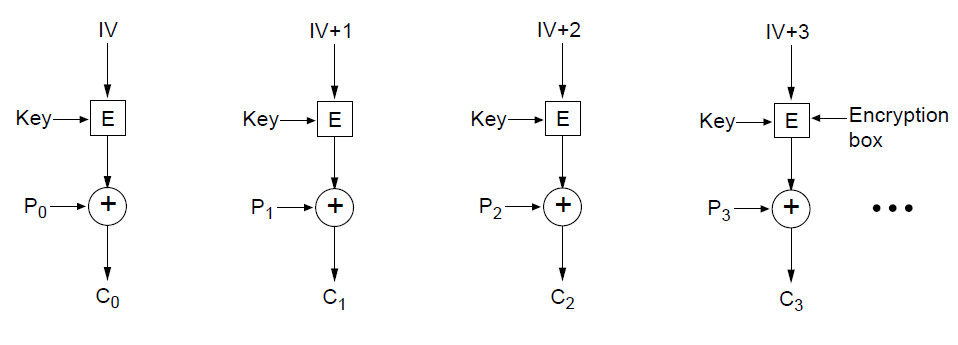 IV IV+1 IV+2 IV+3
Key E Key E Key E Key E Encryption
box
P0 + P1 + P2 + P3 + •••
C0 C1 C2 C3